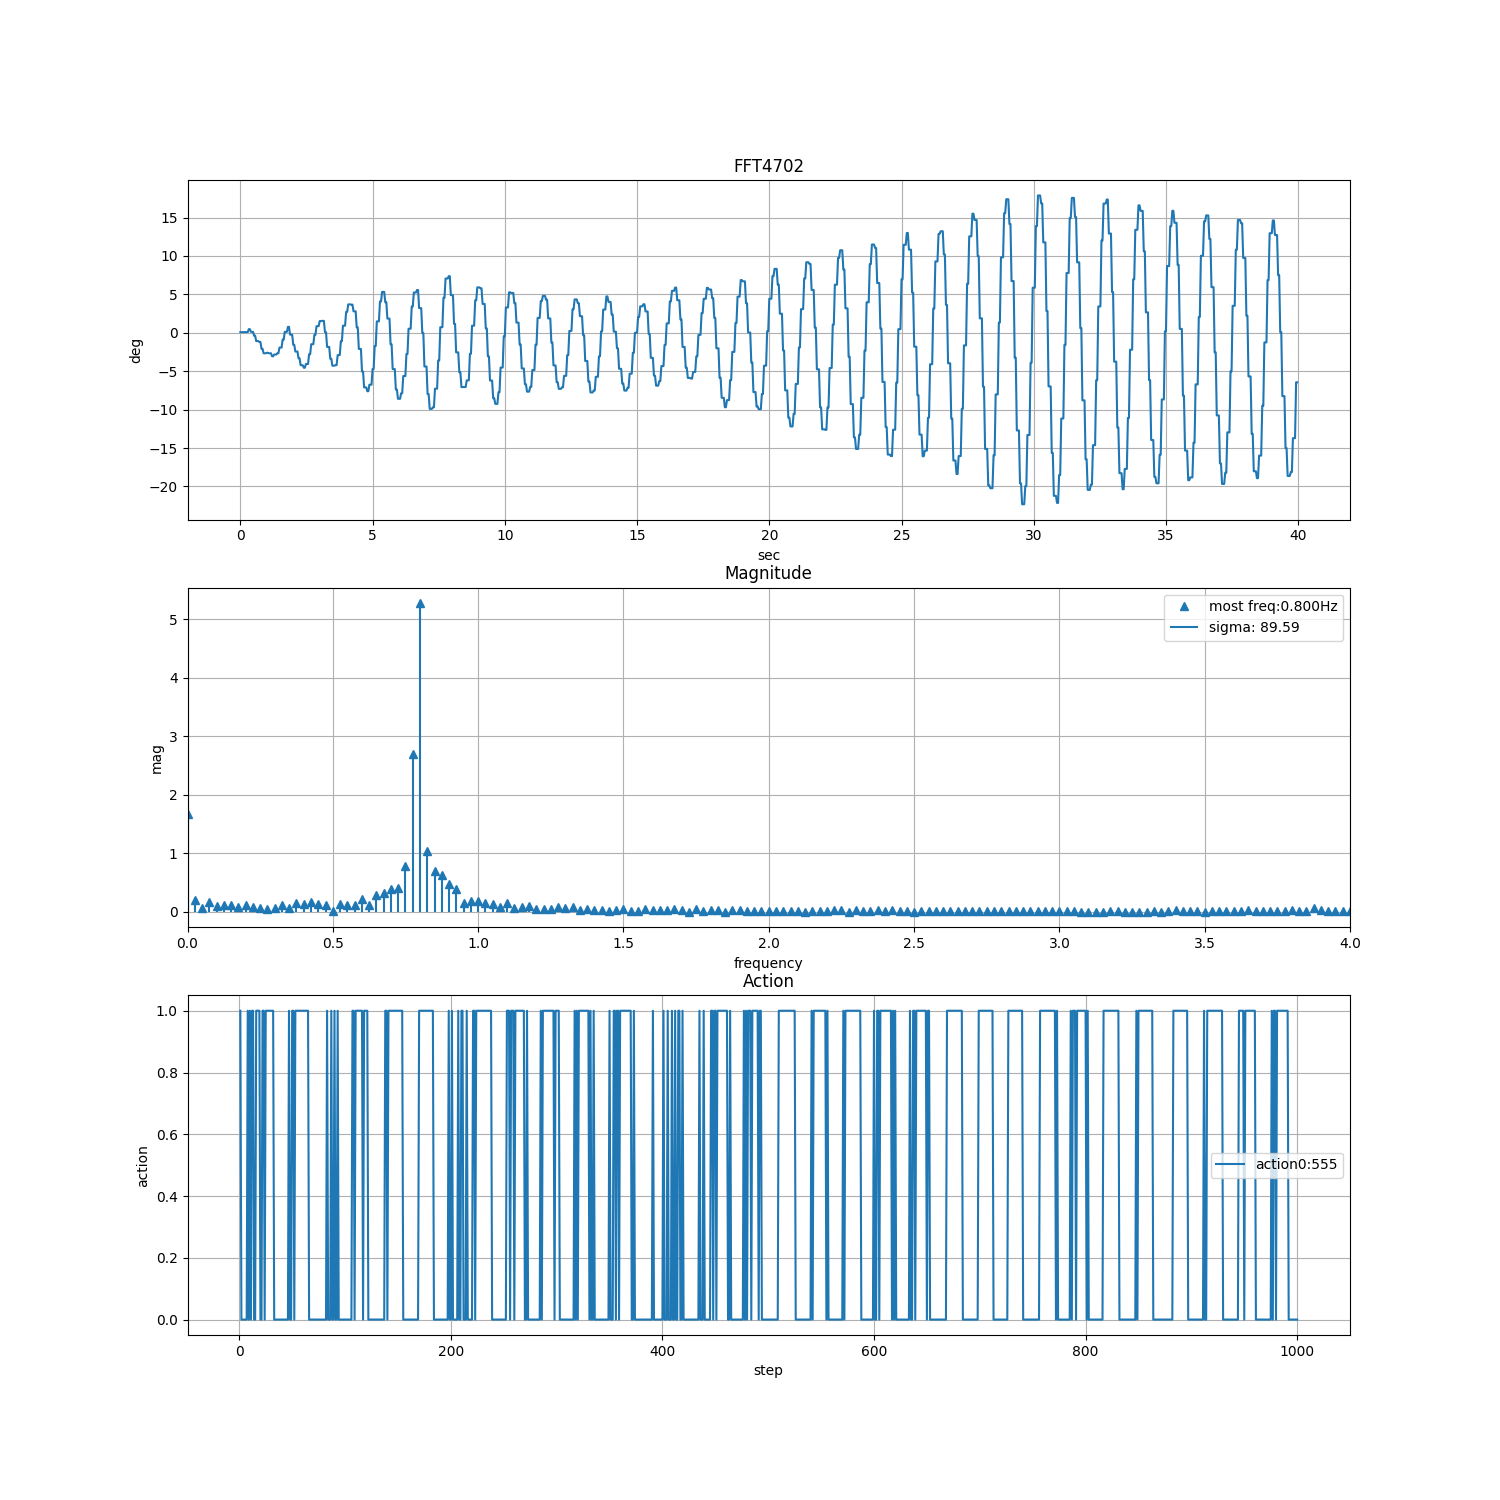 FFT4702
15
10
5
0
−5
−10
−15
−20
deg
0 5 10 15 20 25 30 35 40
sec
Magnitude
most freq:0.800Hz
sigma: 89.59
5
4
3
2
1
0
mag
0.0 0.5 1.0 1.5 2.0 2.5 3.0 3.5 4.0
frequency
Action
1.0
0.8
0.6
0.4
0.2
0.0
action
action0:555
0 200 400 600 800 1000
step